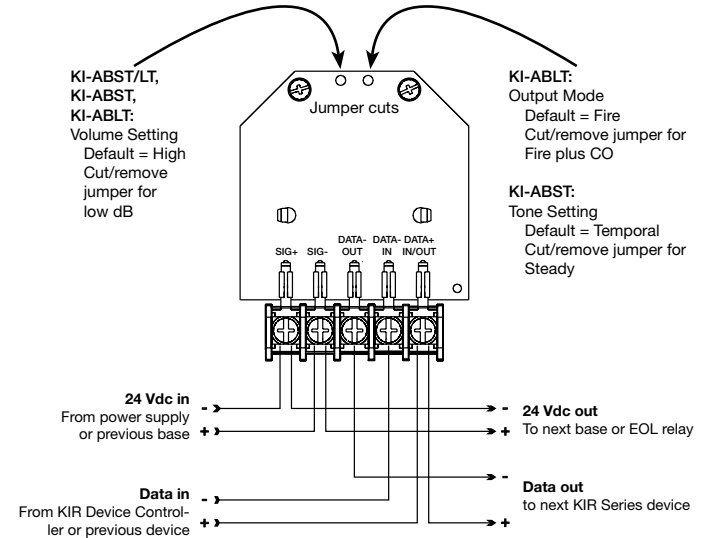 KI-ABST/LT,
KI-ABST,
KI-ABLT:
Volume Setting
Default = High
Cut/remove
jumper for
low dB
Jumper cuts
KI-ABLT:
Output Mode
Default = Fire
Cut/remove jumper for
Fire plus CO
KI-ABST:
Tone Setting
Default = Temporal
Cut/remove jumper for
Steady
SIG+
SIG-
DATA-
OUT
DATA-
IN
DATA+
IN/OUT
24 Vdc in
From power supply
or previous base
-
+
24 Vdc out
To next base or EOL relay
-
+
Data in
From KIR Device Control-
ler or previous device
-
+
Data out
to next KIR Series device
-
+